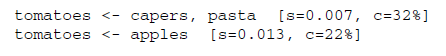 tomatoes <- capers, pasta  [s=0.007, c=32%]
tomatoes <- apples  [s=0.013, c=22%]